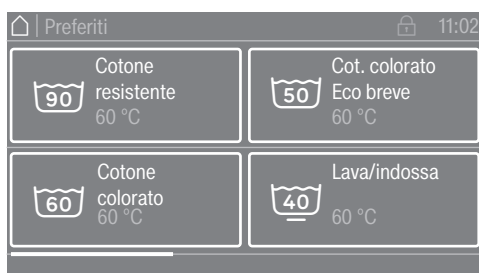 Preferiti
11:02
Cotone
resistente
90
60 °C
Cot. colorato
Eco breve
50
60 °C
Cotone
colorato
60
60 °C
Lava/indossa
40
60 °C